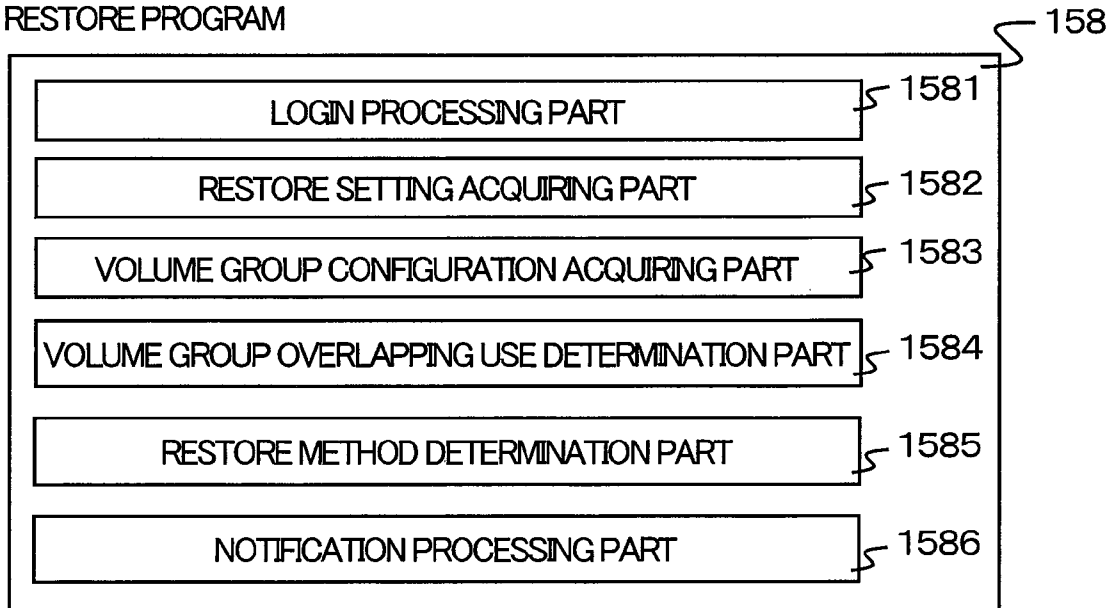 RESTORE PROGRAM
158
LOGIN PROCESSING PART
1581
RESTORE SETTING ACQUIRING PART
1582
VOLUME GROUP CONFIGURATION ACQUIRING PART
1583
VOLUME GROUP OVERLAPPING USE DETERMINATION PART
1584
RESTORE METHOD DETERMINATION PART
1585
NOTIFICATION PROCESSING PART
1586